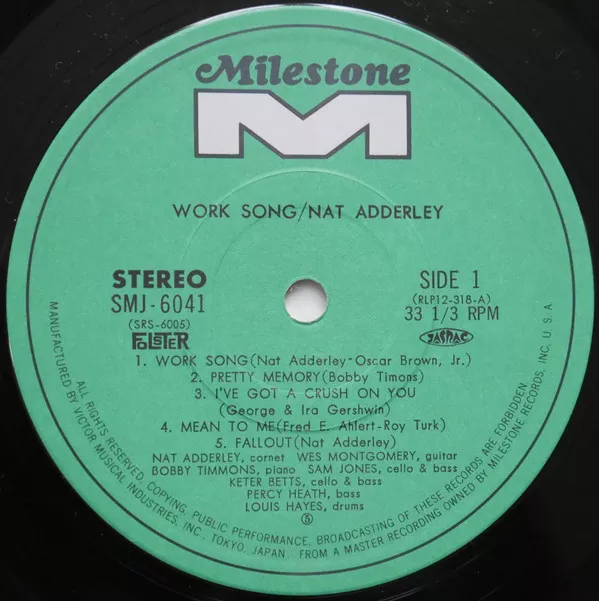 Milestone
M
WORK SONG/NAT ADDERLEY
STEREO
SMJ-6041
(SRS-6005)
POLSTER
SIDE 1
(RLP12-318-A)
33 1/3 RPM
JASRAC
1. WORK SONG(Nat Adderley-Oscar Brown, Jr.)
2. PRETTY MEMORY(Bobby Timons)
3. I'VE GOT A CRUSH ON YOU
(George & Ira Gershwin)
4. MEAN TO ME(Fred E. Ahlert-Roy Turk)
5. FALLOUT(Nat Adderley)
NAT ADDERLEY, cornet WES MONTGOMERY, guitar
BOBBY TIMMONS, piano SAM JONES, cello & bass
KETER BETTS, cello & bass
PERCY HEATH, bass
LOUIS HAYES, drums
⑤
MANUFACTURED BY VICTOR MUSICAL INDUSTRIES, INC. TOKYO, JAPAN. FROM A MASTER RECORDING OWNED BY MILESTONE RECORDS, INC. U.S.A.
ALL RIGHTS RESERVED, COPYING, PUBLIC PERFORMANCE, BROADCASTING OF THESE RECORDS ARE FORBIDDEN.